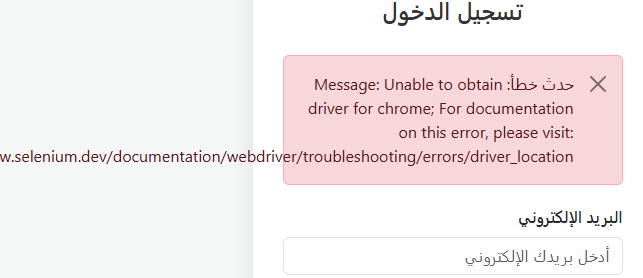 تسجيل الدخول
حدث خطأ: Message: Unable to obtain
driver for chrome; For documentation
on this error, please visit:
w.selenium.dev/documentation/webdriver/troubleshooting/errors/driver_location
البريد الإلكتروني
أدخل بريدك الإلكتروني